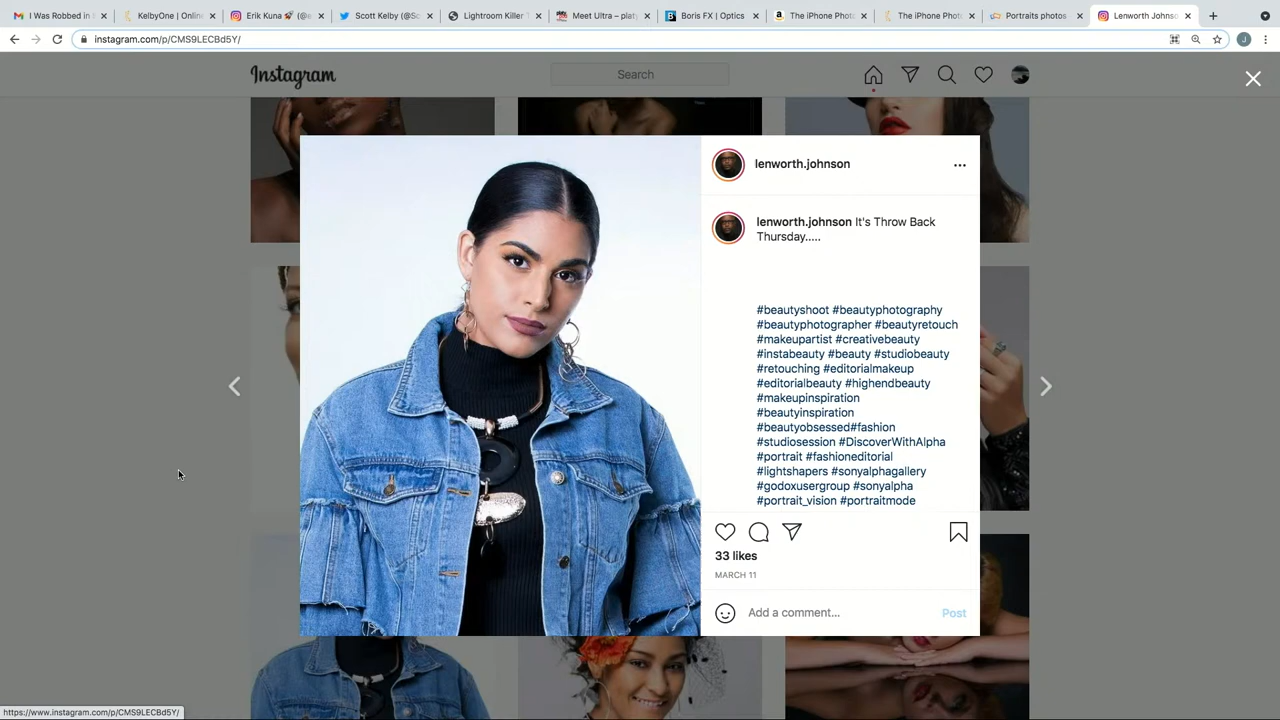 I Was Robbed in
KelbyOne | Online
Erik Kuna 🚀 (@e
Scott Kelby (@Sc
Lightroom Killer T
Meet Ultra – platy
Boris FX | Optics
The iPhone Phot
The iPhone Phot
Portraits photos
Lenworth Johnso
instagram.com/p/CMS9LECBd5Y/
J
Instagram
Search
lenworth.johnson
lenworth.johnson It's Throw Back
Thursday.....
#beautyshoot #beautyphotography
#beautyphotographer #beautyretouch
#makeupartist #creativebeauty
#instabeauty #beauty #studiobeauty
#retouching #editorialmakeup
#editorialbeauty #highendbeauty
#makeupinspiration
#beautyinspiration
#beautyobsessed#fashion
#studiosession #DiscoverWithAlpha
#portrait #fashioneditorial
#lightshapers #sonyalphagallery
#godoxusergroup #sonyalpha
#portrait_vision #portraitmode
33 likes
MARCH 11
Add a comment...
Post
https://www.instagram.com/p/CMS9LECBd5Y/